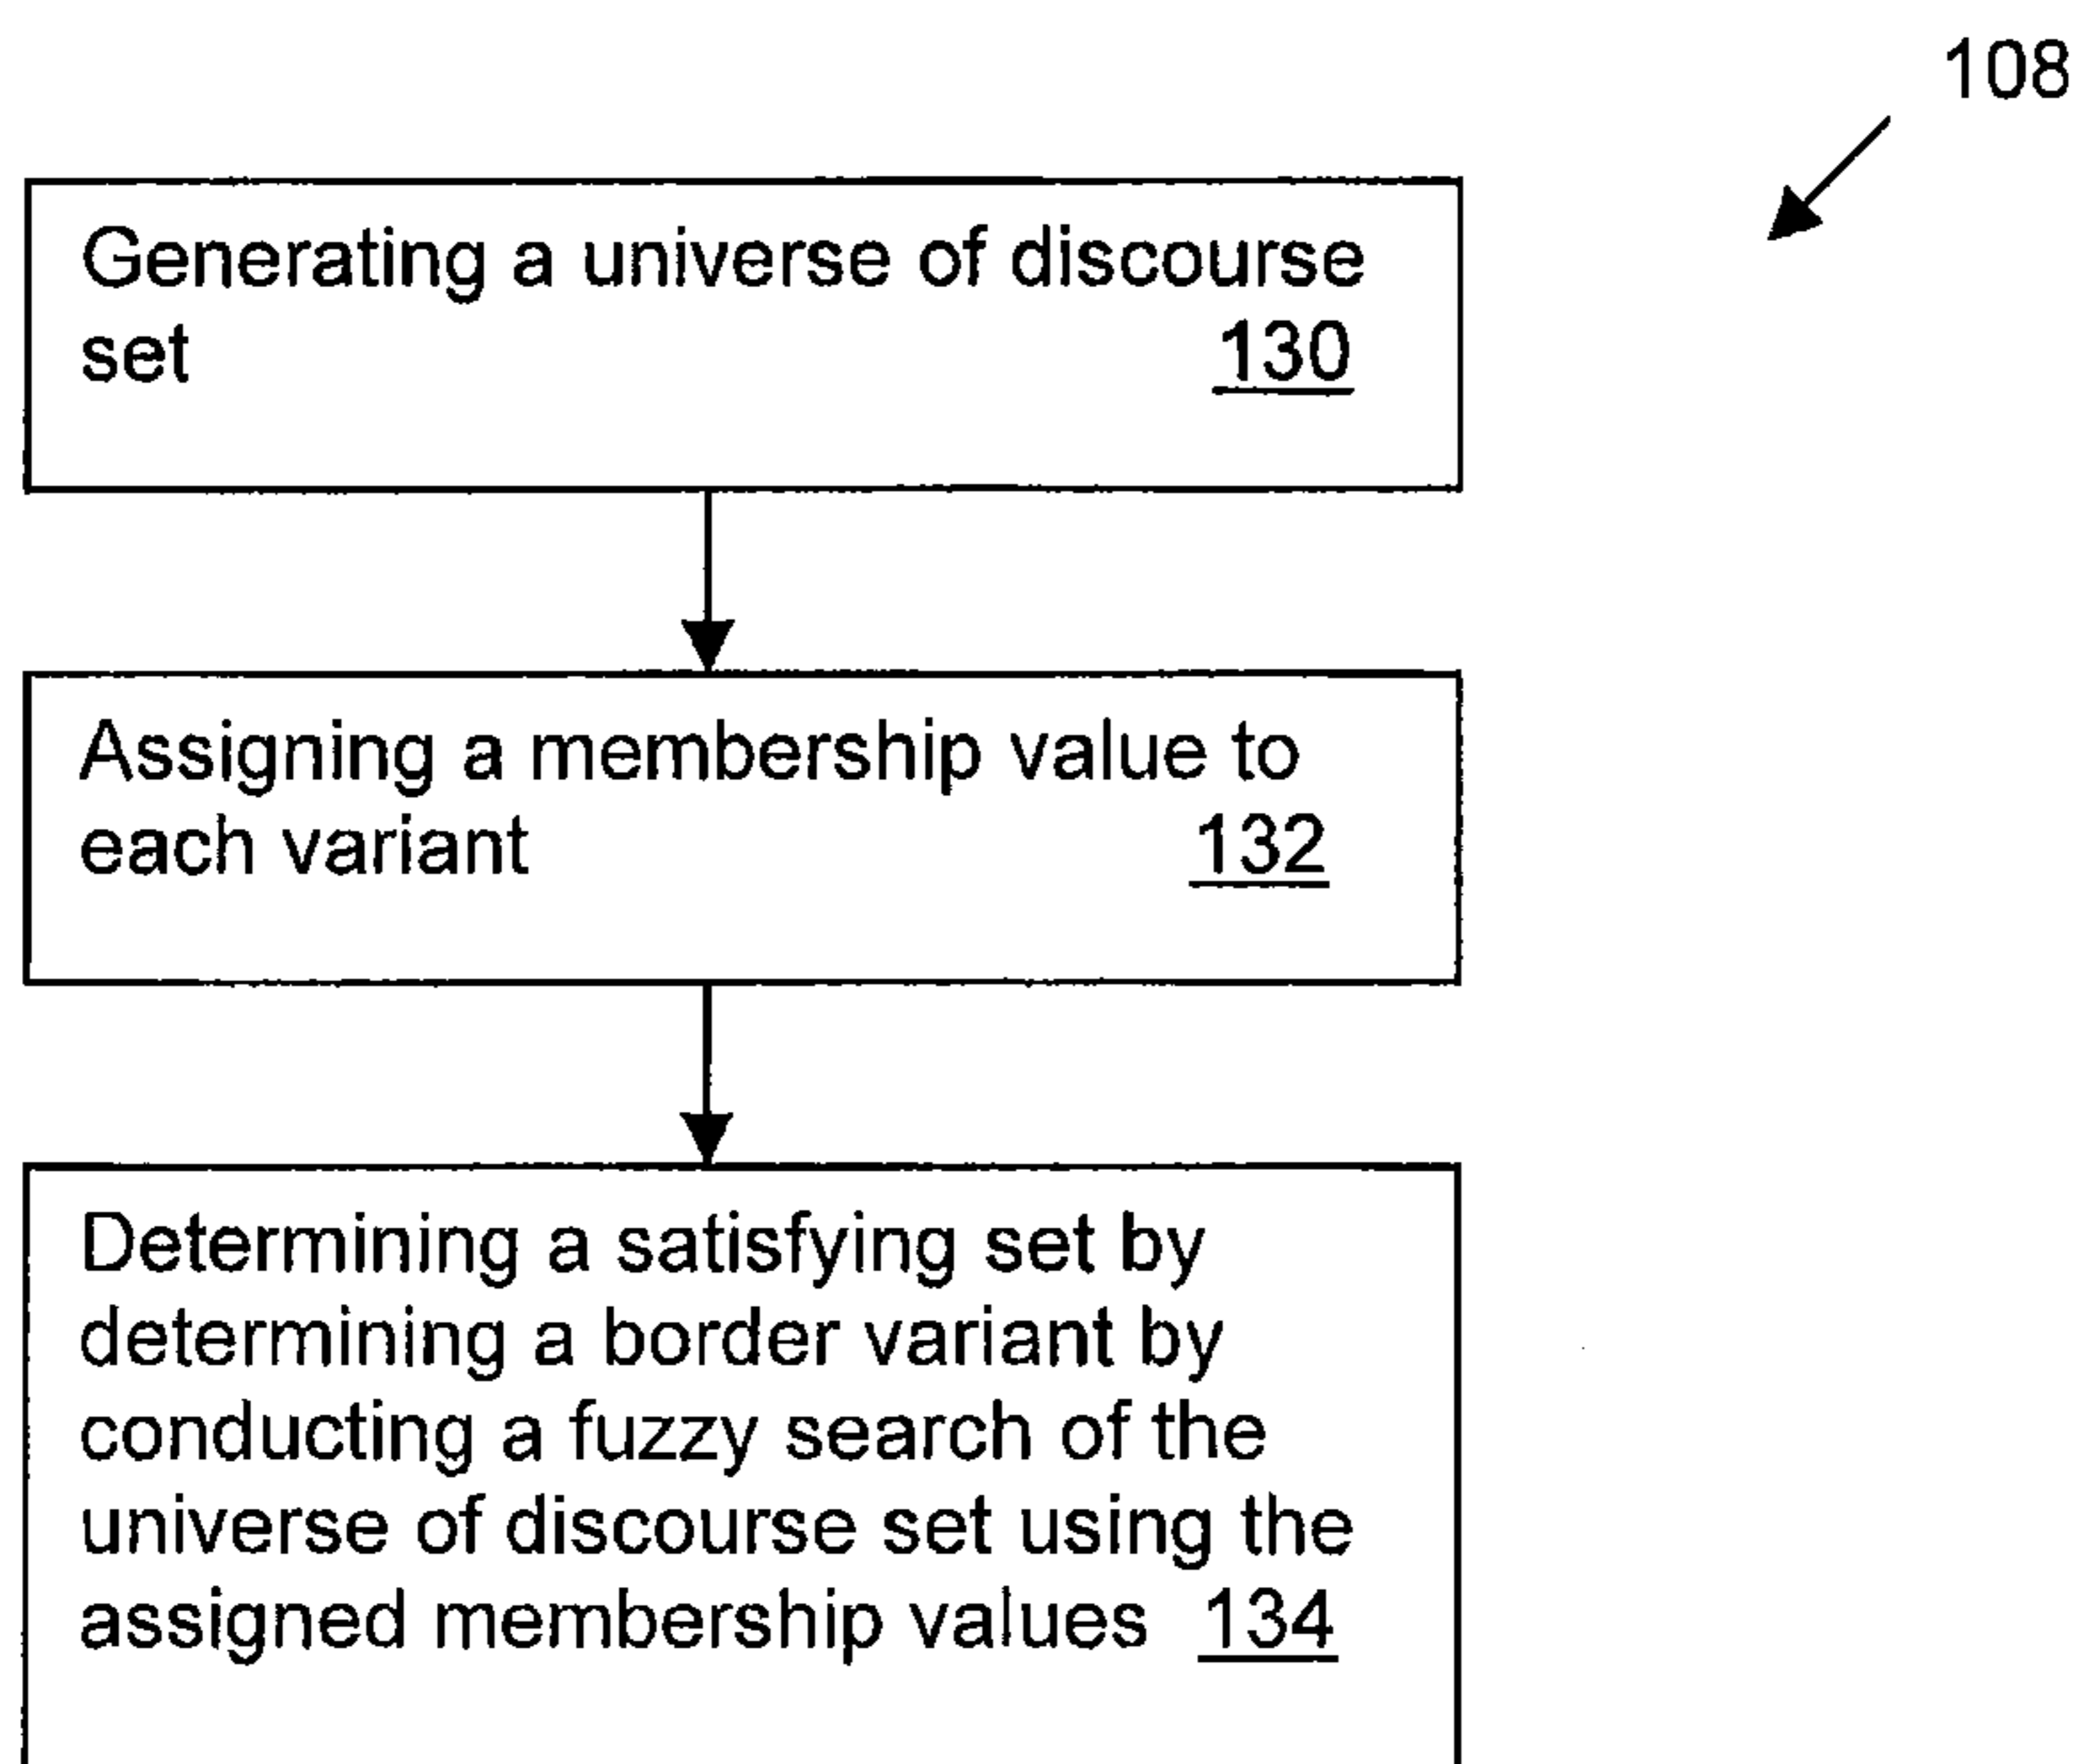 108
Generating a universe of discourse
set 130
Assigning a membership value to
each variant 132
Determining a satisfying set by
determining a border variant by
conducting a fuzzy search of the
universe of discourse set using the
assigned membership values 134